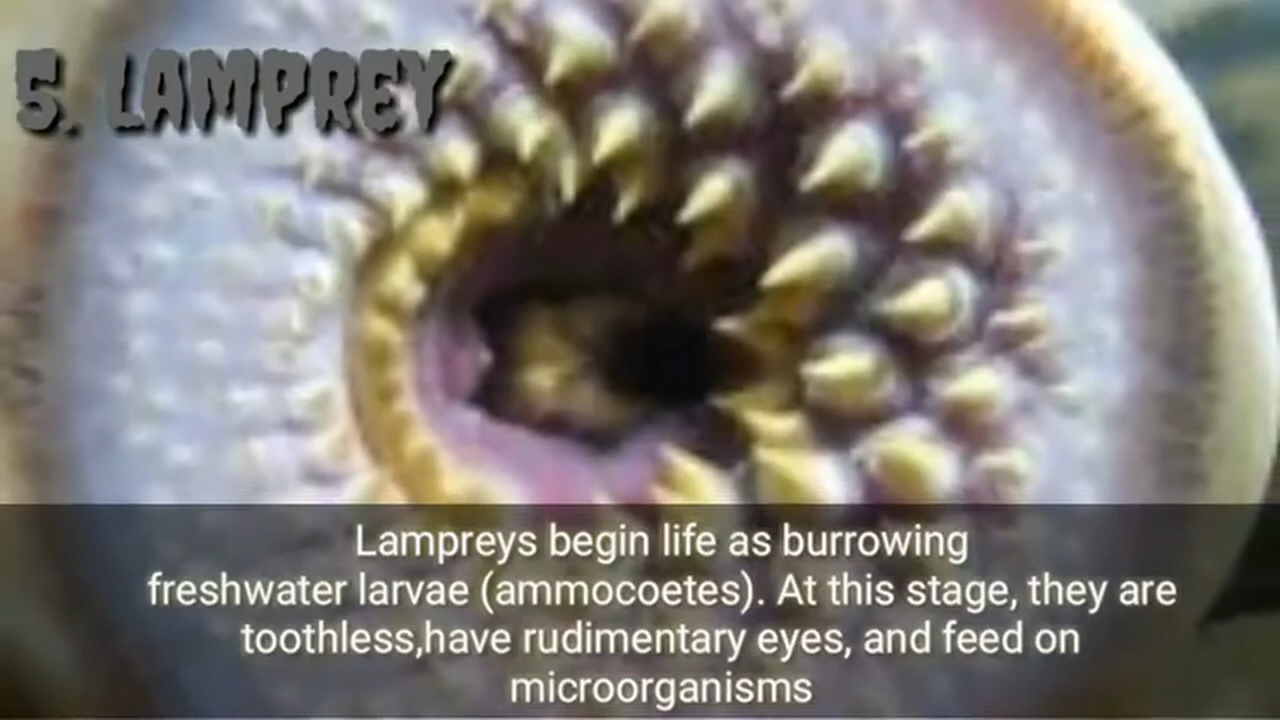 5. LAMPREY
Lampreys begin life as burrowing
freshwater larvae (ammocoetes). At this stage, they are
toothless,have rudimentary eyes, and feed on
microorganisms